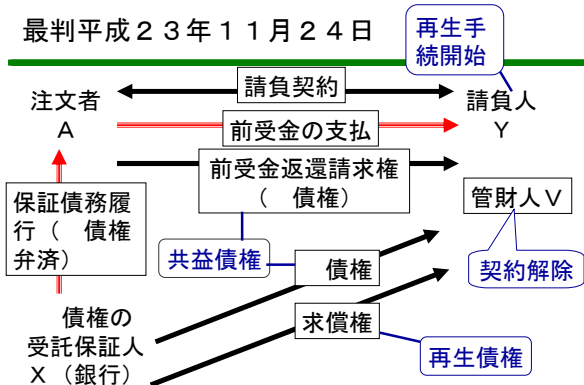 最判平成２３年１１月２４日
再生手
続開始
注文者
Ａ
請負契約
請負人
Ｙ
前受金の支払
前受金返還請求権
（　債権）
保証債務履
行（　債権
弁済）
管財人Ｖ
共益債権
債権
契約解除
債権の
受託保証人
Ｘ（銀行）
求償権
再生債権